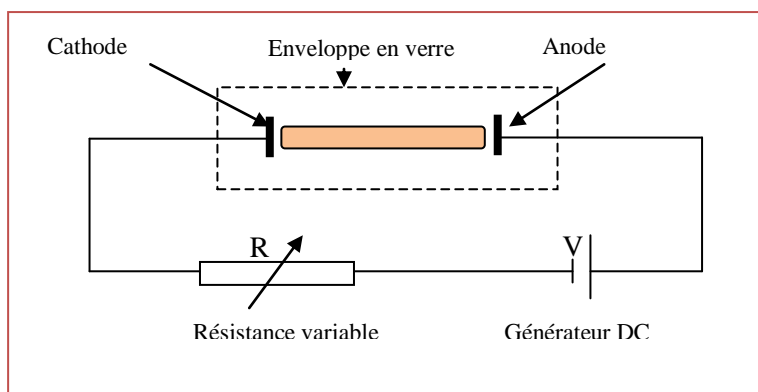 Cathode
Enveloppe en verre
Anode
R
V
Résistance variable
Générateur DC